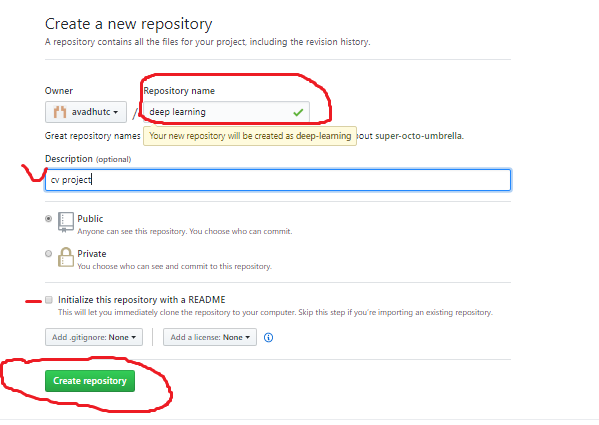 Create a new repository
A repository contains all the files for your project, including the revision history.
Owner Repository name
avadhutc / deep learning
Great repository names Your new repository will be created as deep-learning out super-octo-umbrella.
Description (optional)
cv project
Public
Anyone can see this repository. You choose who can commit.
Private
You choose who can see and commit to this repository.
Initialize this repository with a README
This will let you immediately clone the repository to your computer. Skip this step if you're importing an existing repository.
Add .gitignore: None Add a license: None
Create repository